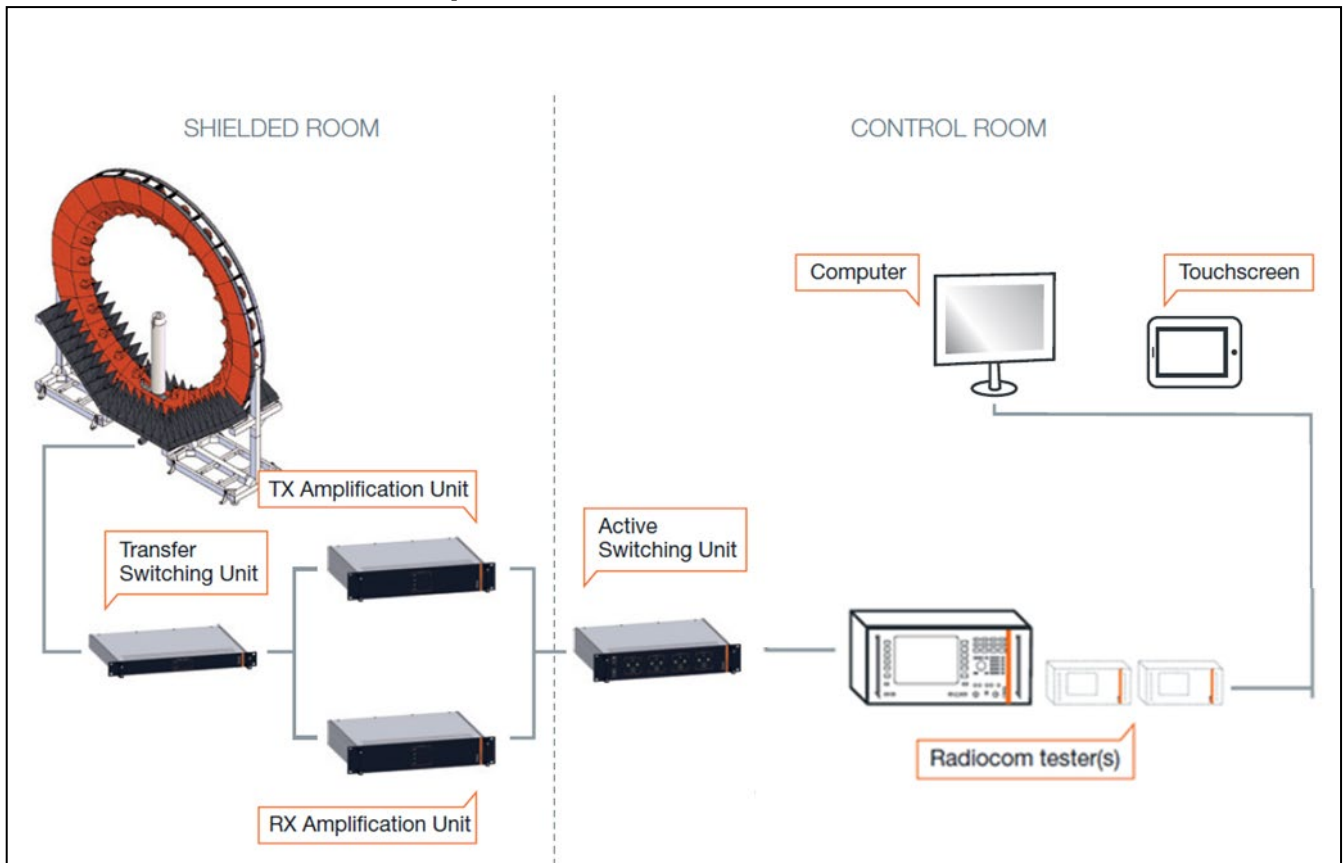 SHIELDED ROOM
CONTROL ROOM
Computer
Touchscreen
TX Amplification Unit
Transfer
Switching Unit
Active
Switching Unit
Radiocom tester(s)
RX Amplification Unit